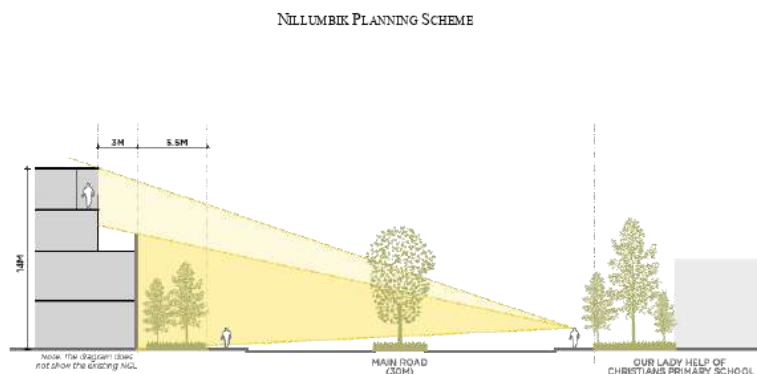 NILLUMBIK PLANNING SCHEME
3M
5.5M
14M
Note: the diagram does
not show the existing NGL
MAIN ROAD
(30M)
OUR LADY HELP OF
CHRISTIANS PRIMARY SCHOOL